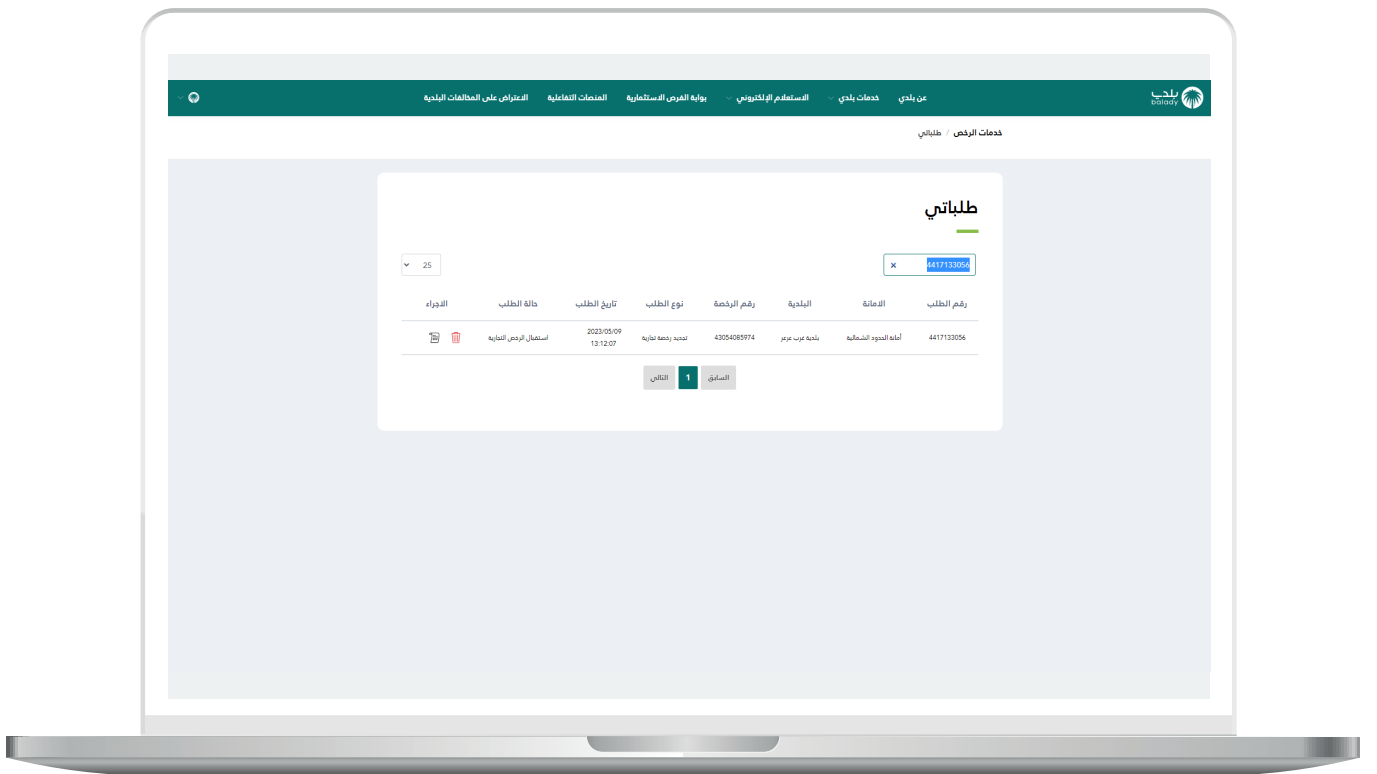 بلدي
balady
عن بلدي
خدمات بلدي
الاستعلام الإلكتروني
بوابة الفرص الاستثمارية
المنصات التفاعلية
الاعتراض على المخالفات البلدية
خدمات الرخص / طلباتي
طلباتي
4417133056 ×
25
رقم الطلب الامانة البلدية رقم الرخصة نوع الطلب تاريخ الطلب حالة الطلب الاجراء
4417133056 أمانة الحدود الشمالية بلدية غرب عرعر 43054085974 تجديد رخصة تجارية 2023/05/09 استقبال الرخص التجارية
13:12:07
السابق 1 التالي